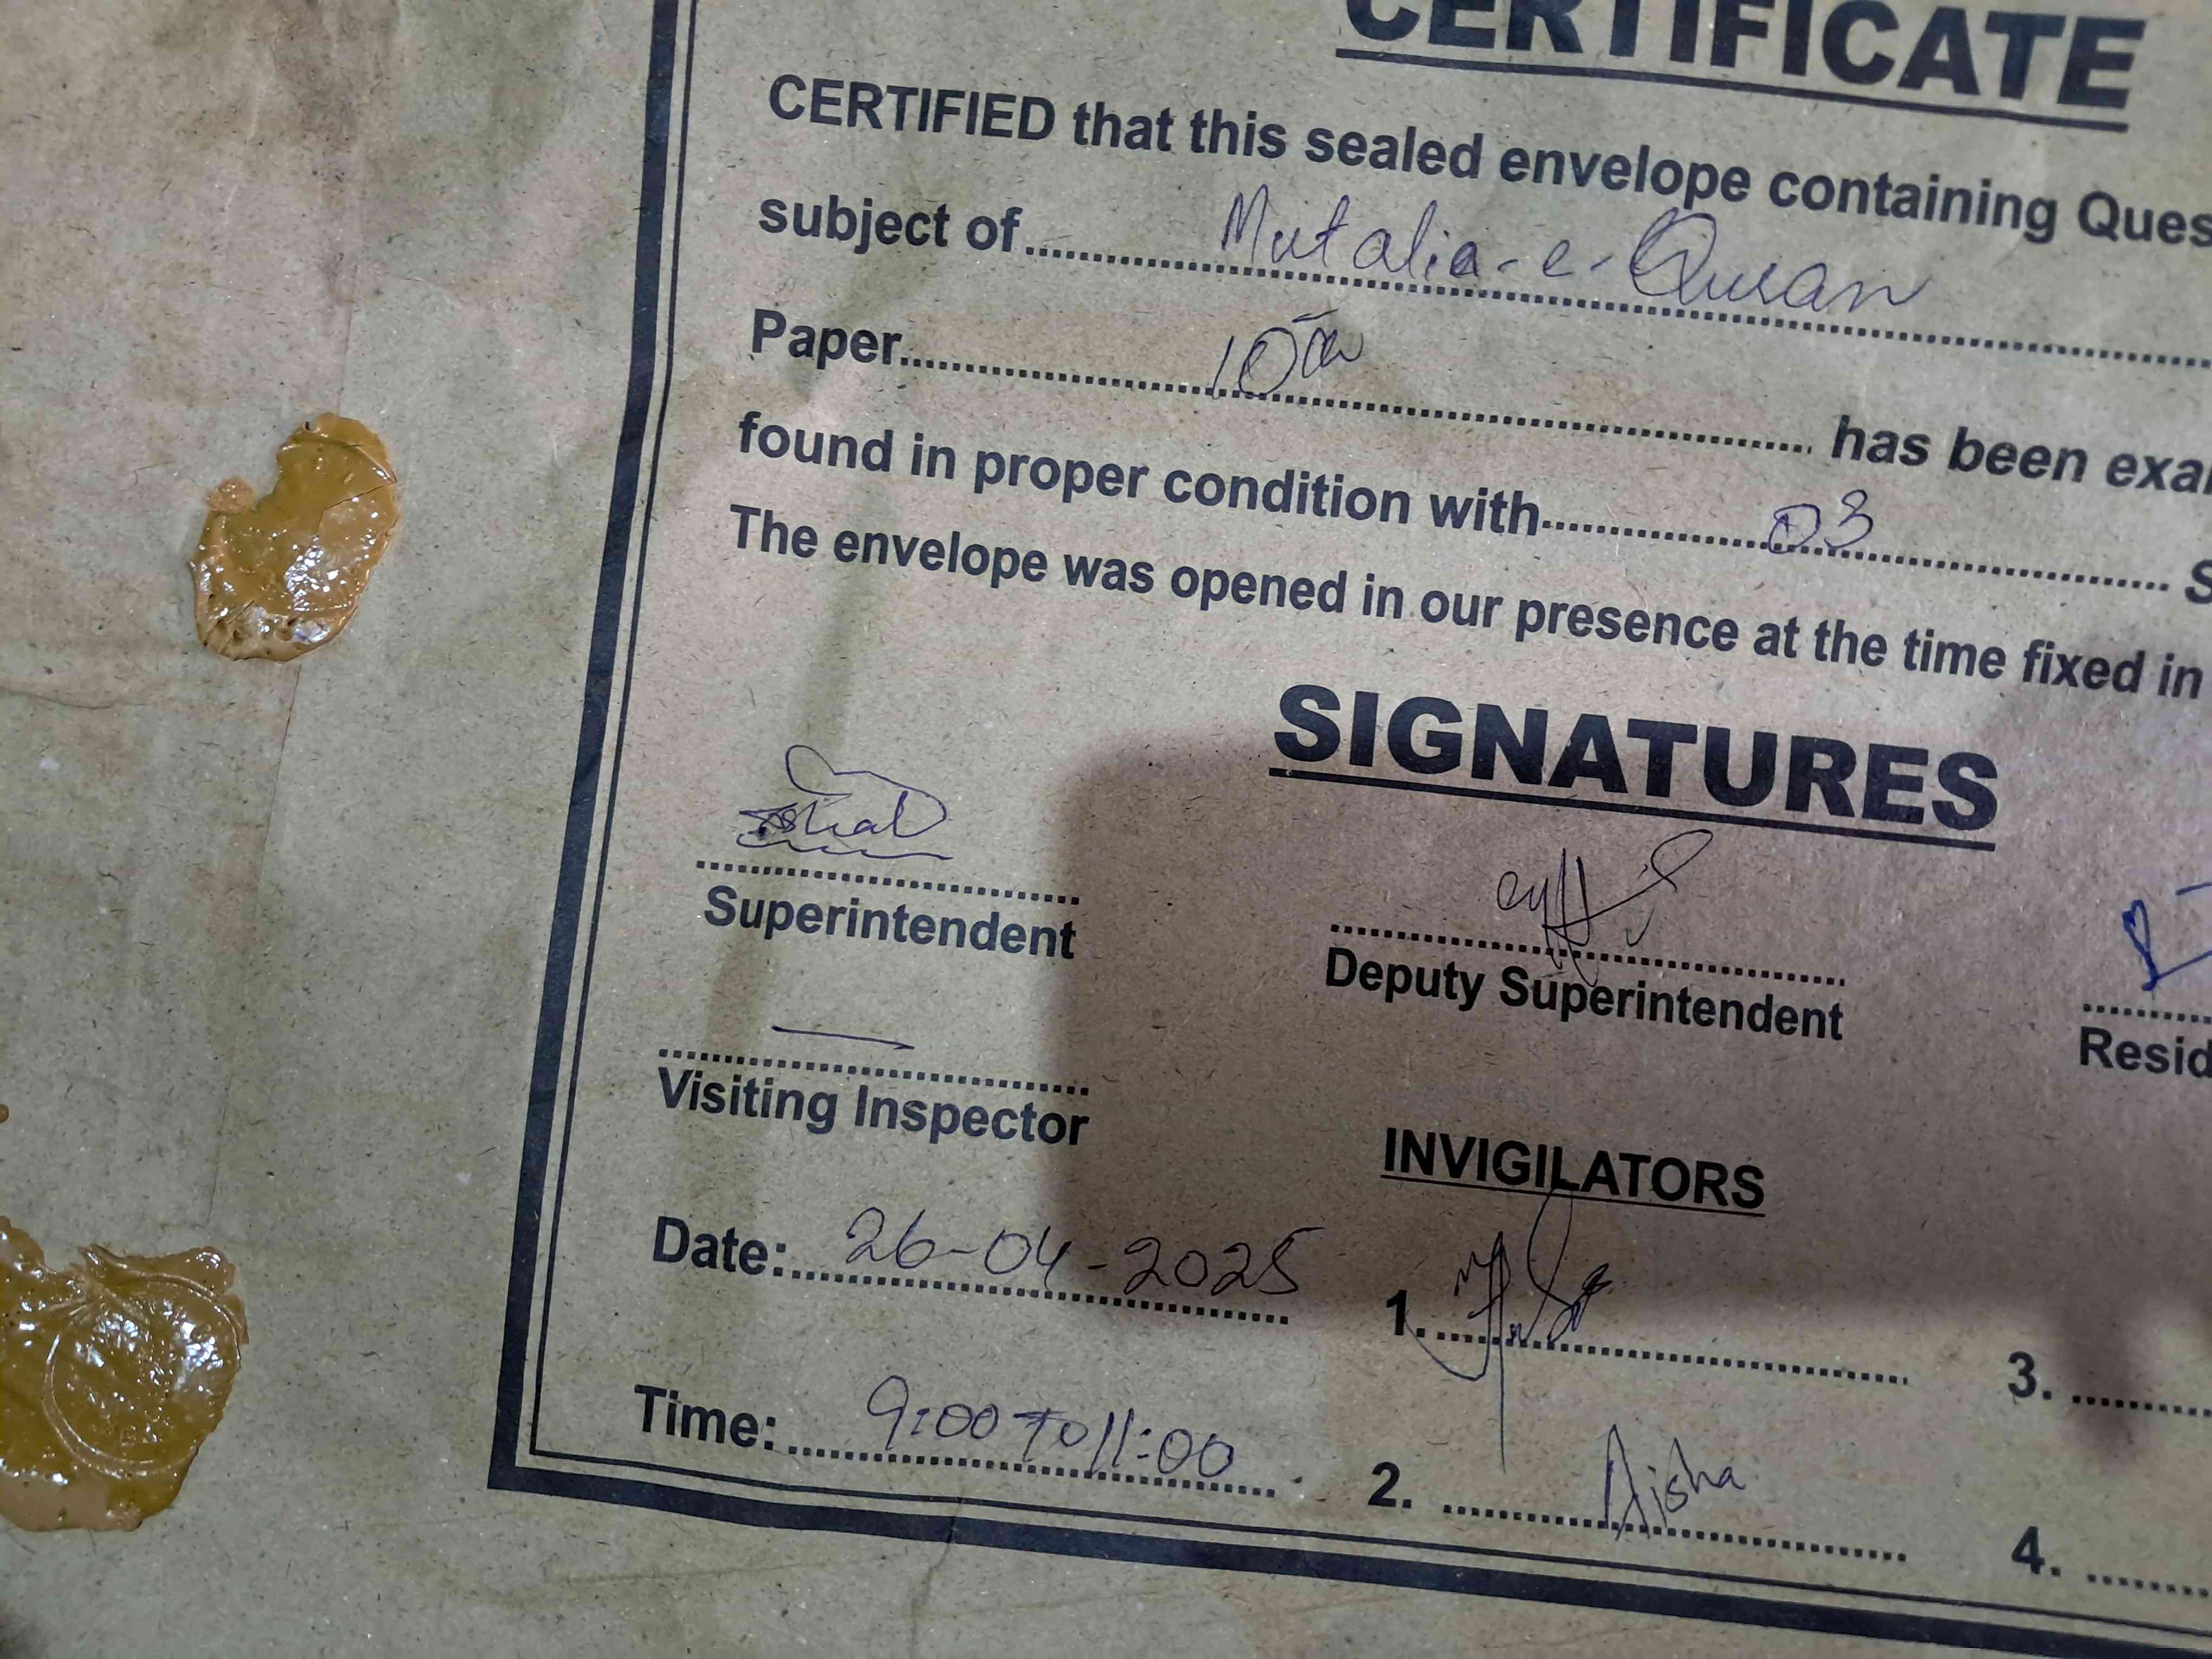 CERTIFICATE
CERTIFIED that this sealed envelope containing Ques
subject of Mutalia-e-Quran
Paper 10th has been exa
found in proper condition with 03 S
The envelope was opened in our presence at the time fixed in
SIGNATURES
Superintendent
Deputy Superintendent
Resid
Visiting Inspector
INVIGILATORS
Date: 26-04-2025
1.
3.
Time: 9:00 To 11:00
2. Aisha
4.